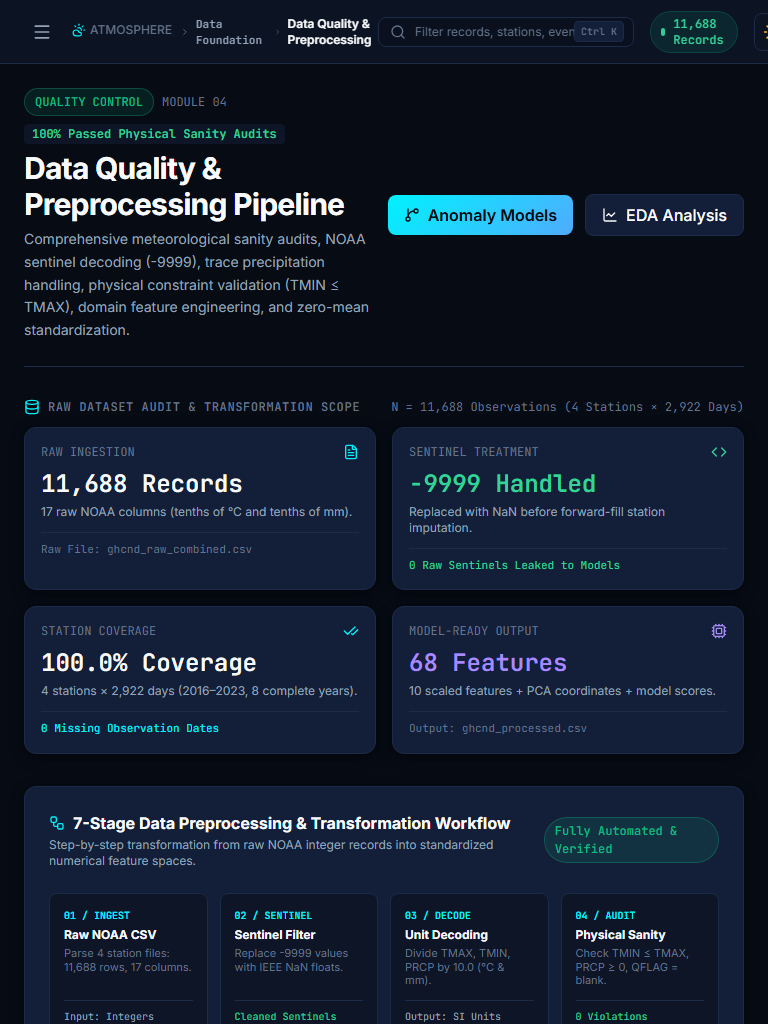 ATMOSPHERE
Data
Foundation
Data Quality &
Preprocessing
Filter records, stations, even
Ctrl K
11,688
Records
QUALITY CONTROL
MODULE 04
100% Passed Physical Sanity Audits
Data Quality &
Preprocessing Pipeline
Comprehensive meteorological sanity audits, NOAA
sentinel decoding (-9999), trace precipitation
handling, physical constraint validation (TMIN ≤
TMAX), domain feature engineering, and zero-mean
standardization.
Anomaly Models
EDA Analysis
RAW DATASET AUDIT & TRANSFORMATION SCOPE
N = 11,688 Observations (4 Stations × 2,922 Days)
RAW INGESTION
11,688 Records
17 raw NOAA columns (tenths of °C and tenths of mm).
Raw File: ghcnd_raw_combined.csv
SENTINEL TREATMENT
-9999 Handled
Replaced with NaN before forward-fill station
imputation.
0 Raw Sentinels Leaked to Models
STATION COVERAGE
100.0% Coverage
4 stations × 2,922 days (2016–2023, 8 complete years).
0 Missing Observation Dates
MODEL-READY OUTPUT
68 Features
10 scaled features + PCA coordinates + model scores.
Output: ghcnd_processed.csv
7-Stage Data Preprocessing & Transformation Workflow
Step-by-step transformation from raw NOAA integer records into standardized
numerical feature spaces.
Fully Automated &
Verified
01 / INGEST
Raw NOAA CSV
Parse 4 station files:
11,688 rows, 17 columns.
Input: Integers
02 / SENTINEL
Sentinel Filter
Replace -9999 values
with IEEE NaN floats.
Cleaned Sentinels
03 / DECODE
Unit Decoding
Divide TMAX, TMIN,
PRCP by 10.0 (°C &
mm).
Output: SI Units
04 / AUDIT
Physical Sanity
Check TMIN ≤ TMAX,
PRCP ≥ 0, QFLAG =
blank.
0 Violations